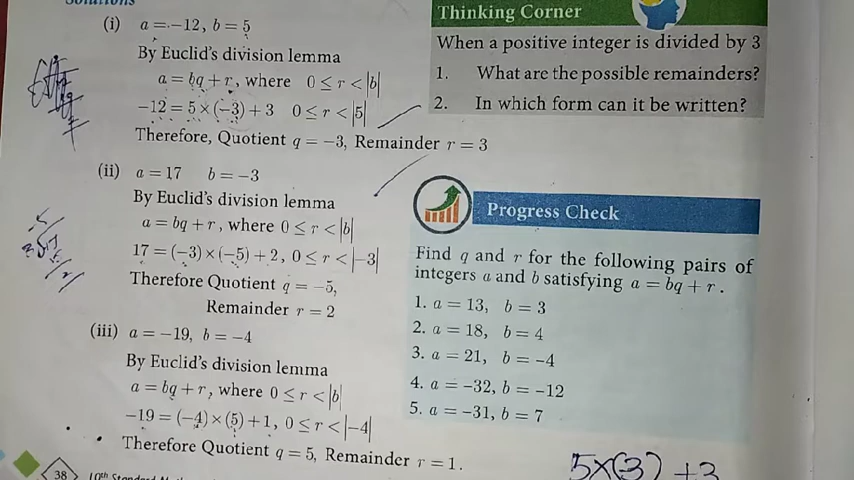 Solutions
(i) a = -12, b = 5
By Euclid's division lemma
a = bq + r, where 0 ≤ r < |b|
-12 = 5 × (-3) + 3 0 ≤ r < |5|
Therefore, Quotient q = -3, Remainder r = 3
(ii) a = 17 b = -3
By Euclid's division lemma
a = bq + r, where 0 ≤ r < |b|
17 = (-3) × (-5) + 2, 0 ≤ r < |-3|
Therefore Quotient q = -5,
Remainder r = 2
(iii) a = -19, b = -4
By Euclid's division lemma
a = bq + r, where 0 ≤ r < |b|
-19 = (-4) × (5) + 1, 0 ≤ r < |-4|
Therefore Quotient q = 5, Remainder r = 1.
38 10th Standard
Thinking Corner
When a positive integer is divided by 3
1. What are the possible remainders?
2. In which form can it be written?
Progress Check
Find q and r for the following pairs of
integers a and b satisfying a = bq + r.
1. a = 13, b = 3
2. a = 18, b = 4
3. a = 21, b = -4
4. a = -32, b = -12
5. a = -31, b = 7
5×(-3) +3